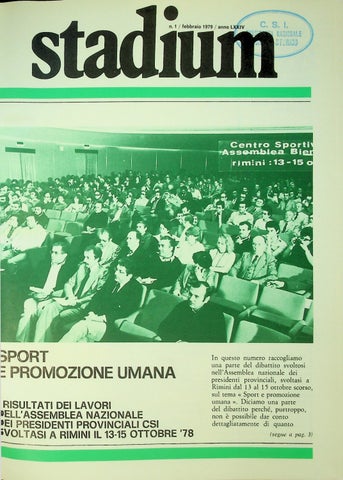 n. 1 / febbraio 1979 / anno LXXIV
C. S. I.
stadium
Centro Sportiv
Assemblea Bien
rimini: 13-15 o
SPORT
E PROMOZIONE UMANA
I RISULTATI DEI LAVORI
DELL'ASSEMBLEA NAZIONALE
DEI PRESIDENTI PROVINCIALI CSI
SVOLTASI A RIMINI IL 13-15 OTTOBRE '78
In questo numero raccogliamo
una parte del dibattito svoltosi
nell'Assemblea nazionale dei
presidenti provinciali, svoltasi a
Rimini dal 13 al 15 ottobre scorso,
sul tema « Sport e promozione
umana ». Diciamo una parte
del dibattito perché, purtroppo,
non è possibile dar conto
dettagliatamente di quanto
(segue a pag. 3)